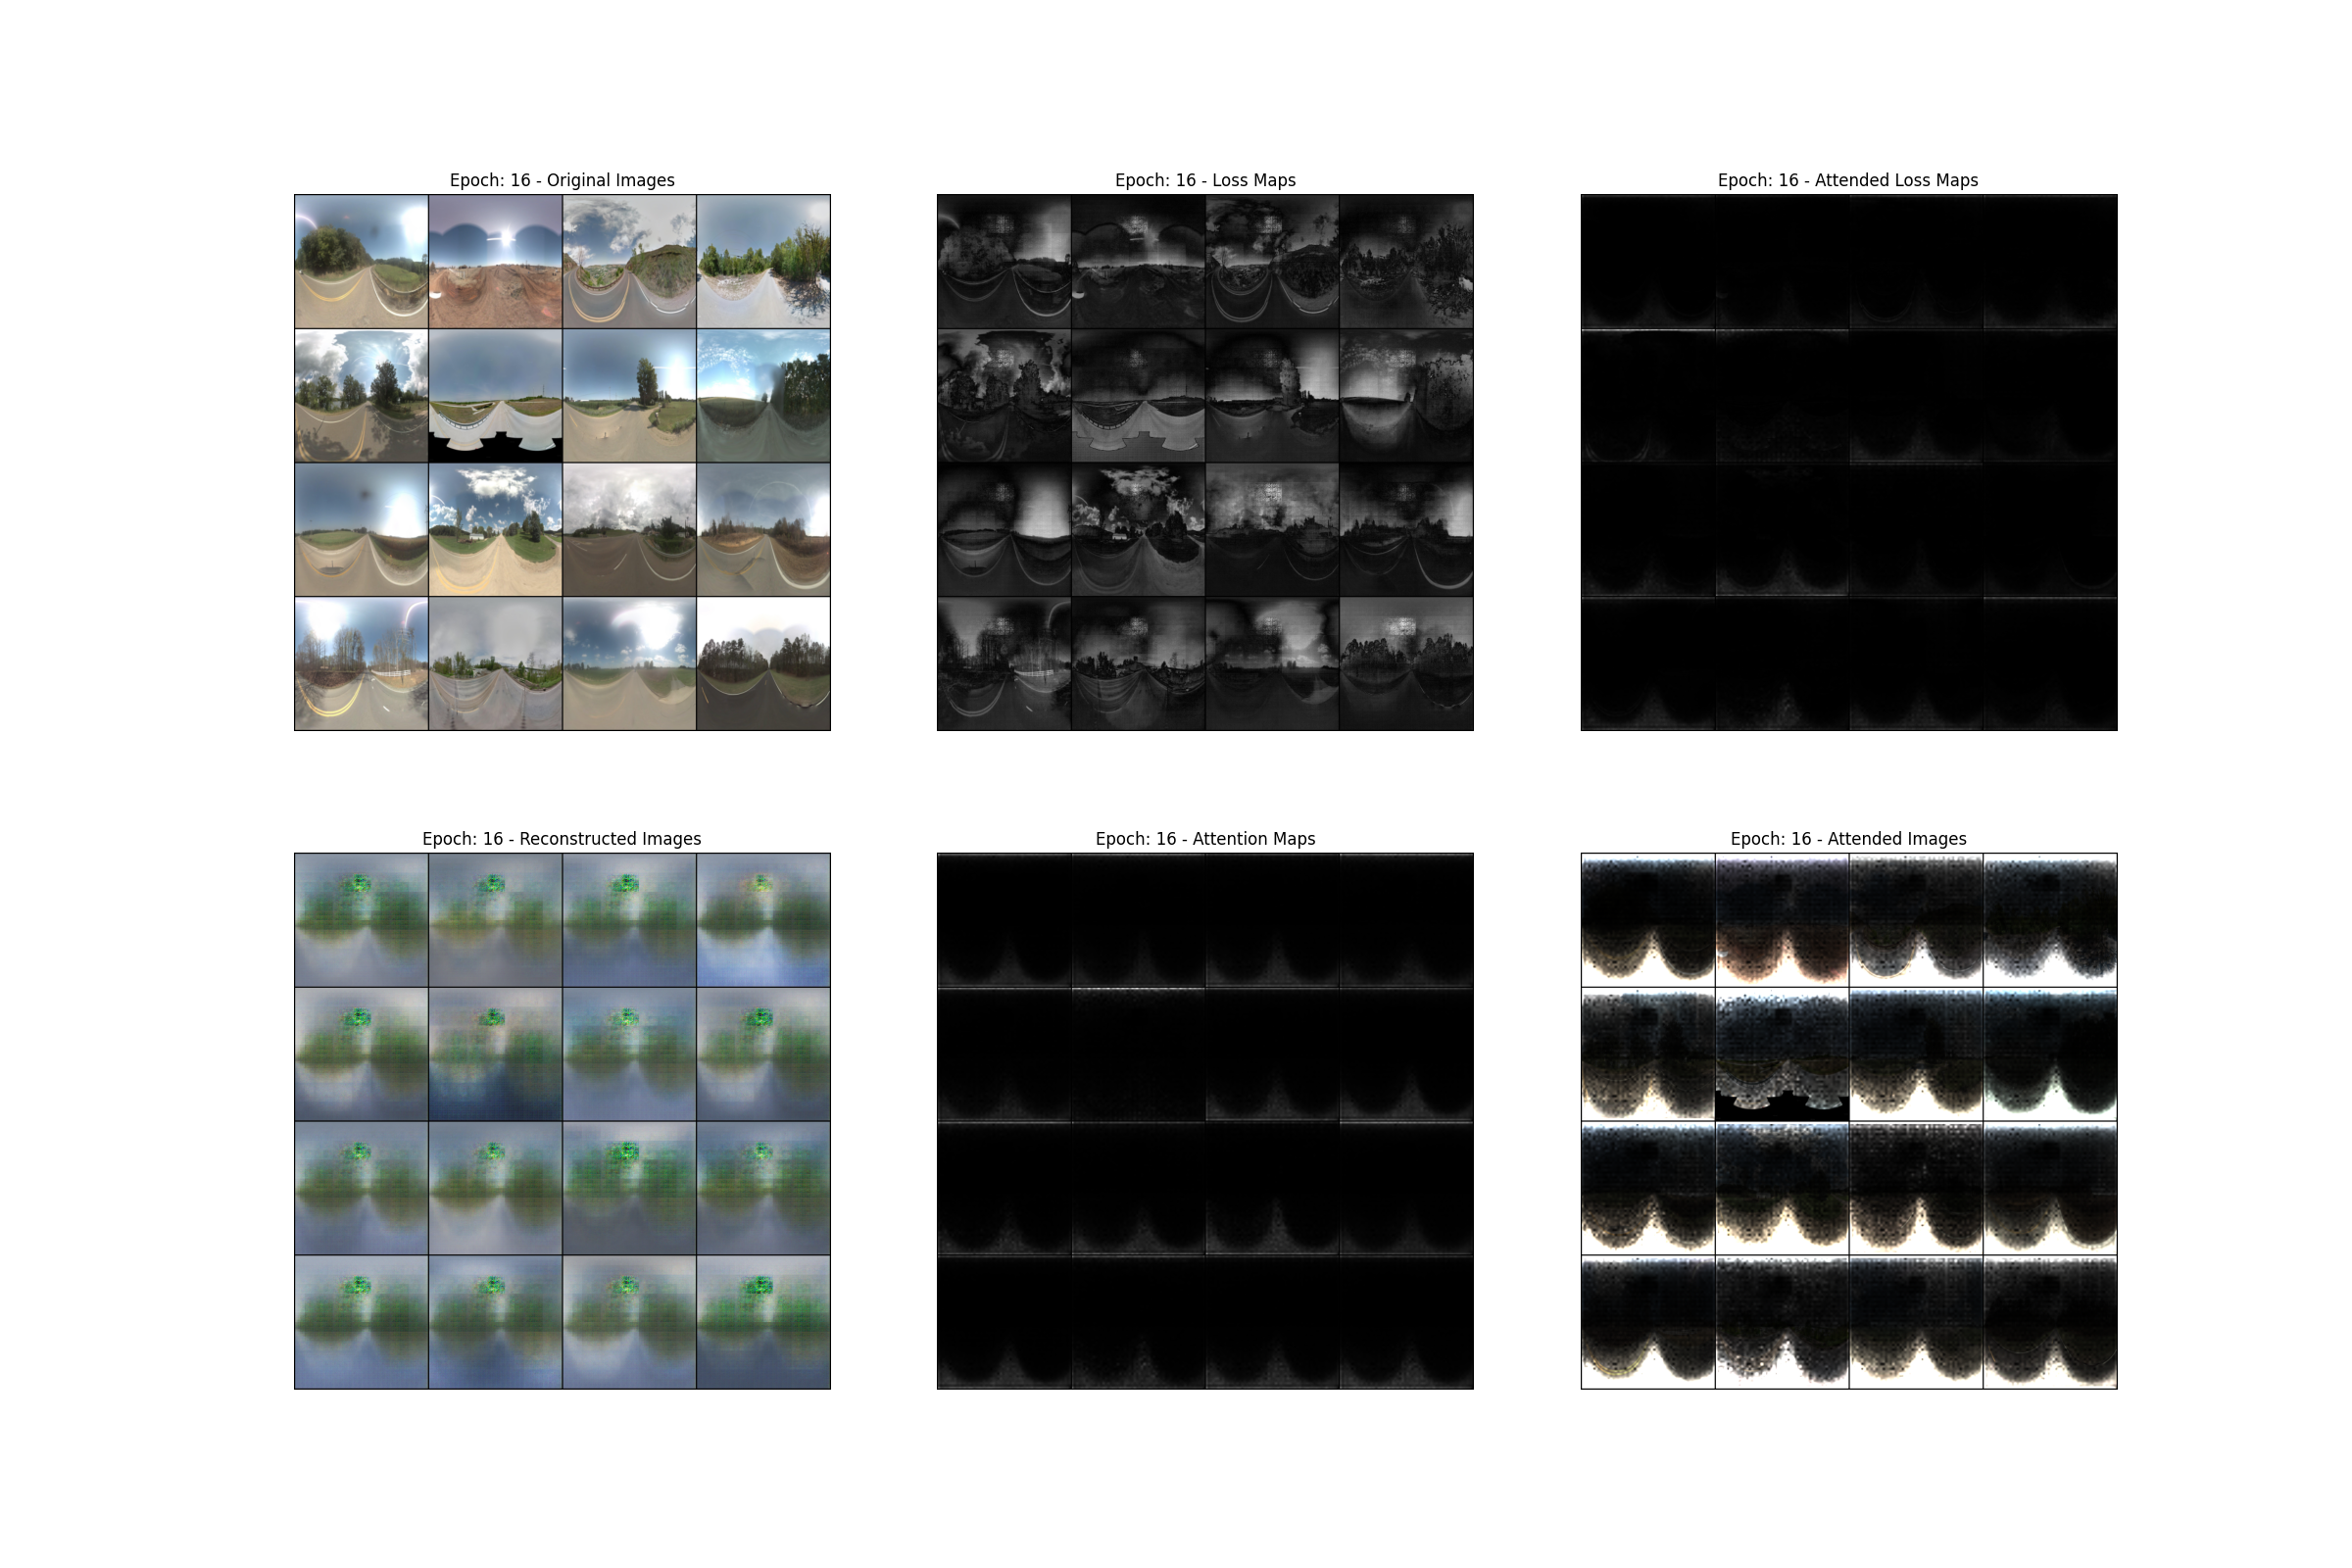 Epoch: 16 - Original Images
Epoch: 16 - Loss Maps
Epoch: 16 - Attended Loss Maps
Epoch: 16 - Reconstructed Images
Epoch: 16 - Attention Maps
Epoch: 16 - Attended Images